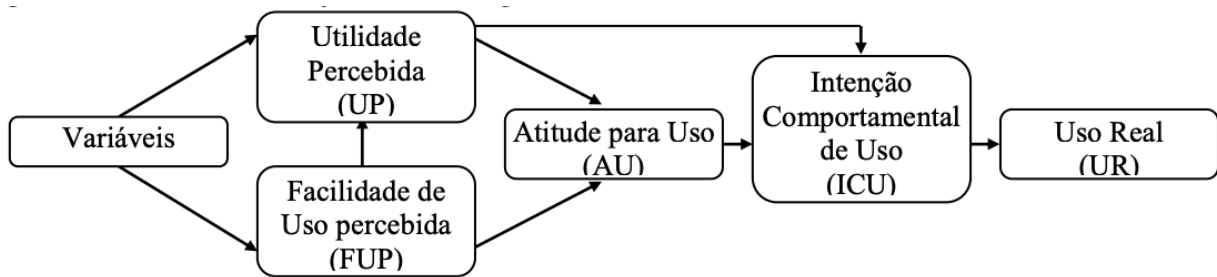 Utilidade
Percebida
(UP)
Variáveis
Facilidade de
Uso percebida
(FUP)
Atitude para Uso
(AU)
Intenção
Comportamental
de Uso
(ICU)
Uso Real
(UR)